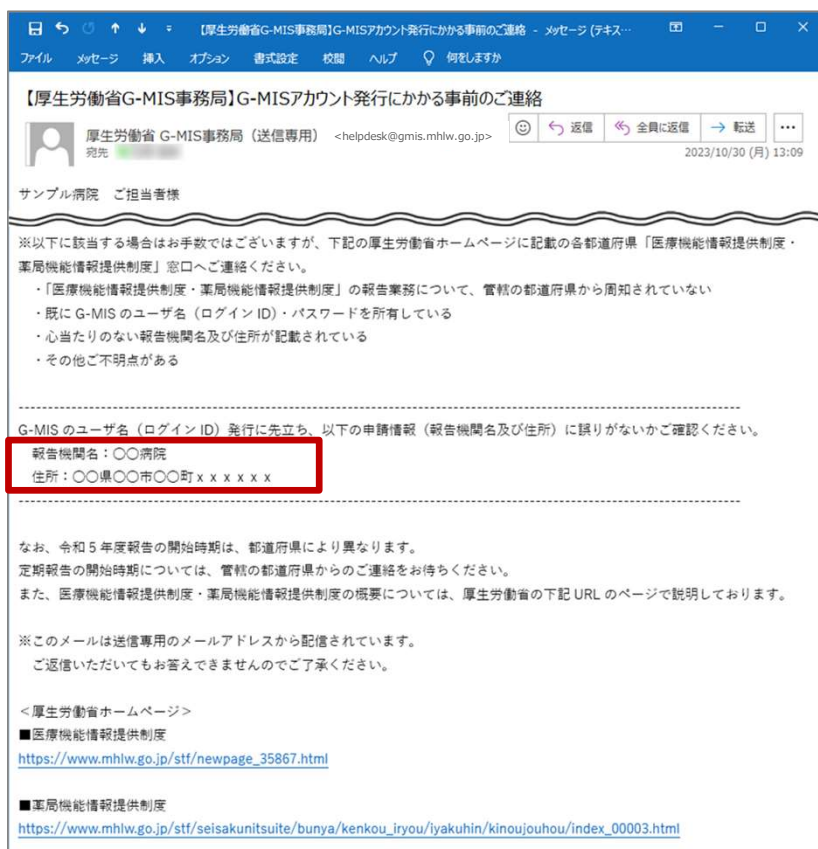 【厚生労働省G-MIS事務局】G-MISアカウント発行にかかる事前のご連絡 - メッセージ (テキス…
ファイル メッセージ 挿入 オプション 書式設定 校閲 ヘルプ 何をしますか
【厚生労働省G-MIS事務局】G-MISアカウント発行にかかる事前のご連絡
厚生労働省 G-MIS事務局（送信専用） <helpdesk@gmis.mhlw.go.jp>
返信 全員に返信 転送 …
宛先
2023/10/30 (月) 13:09
サンプル病院 ご担当者様
※以下に該当する場合はお手数ではございますが、下記の厚生労働省ホームページに記載の各都道府県「医療機能情報提供制度・
薬局機能情報提供制度」窓口へご連絡ください。
・「医療機能情報提供制度・薬局機能情報提供制度」の報告業務について、管轄の都道府県から周知されていない
・既に G-MIS のユーザ名（ログイン ID）・パスワードを所有している
・心当たりのない報告機関名及び住所が記載されている
・その他ご不明点がある
--------------------------------------------------------------------------------
G-MIS のユーザ名（ログイン ID）発行に先立ち、以下の申請情報（報告機関名及び住所）に誤りがないかご確認ください。
報告機関名：〇〇病院
住所：〇〇県〇〇市〇〇町ｘｘｘｘｘｘ
--------------------------------------------------------------------------------
なお、令和５年度報告の開始時期は、都道府県により異なります。
定期報告の開始時期については、管轄の都道府県からのご連絡をお待ちください。
また、医療機能情報提供制度・薬局機能情報提供制度の概要については、厚生労働省の下記 URL のページで説明しております。
※このメールは送信専用のメールアドレスから配信されています。
ご返信いただいてもお答えできませんのでご了承ください。
＜厚生労働省ホームページ＞
■医療機能情報提供制度
https://www.mhlw.go.jp/stf/newpage_35867.html
■薬局機能情報提供制度
https://www.mhlw.go.jp/stf/seisakunitsuite/bunya/kenkou_iryou/iyakuhin/kinoujouhou/index_00003.html